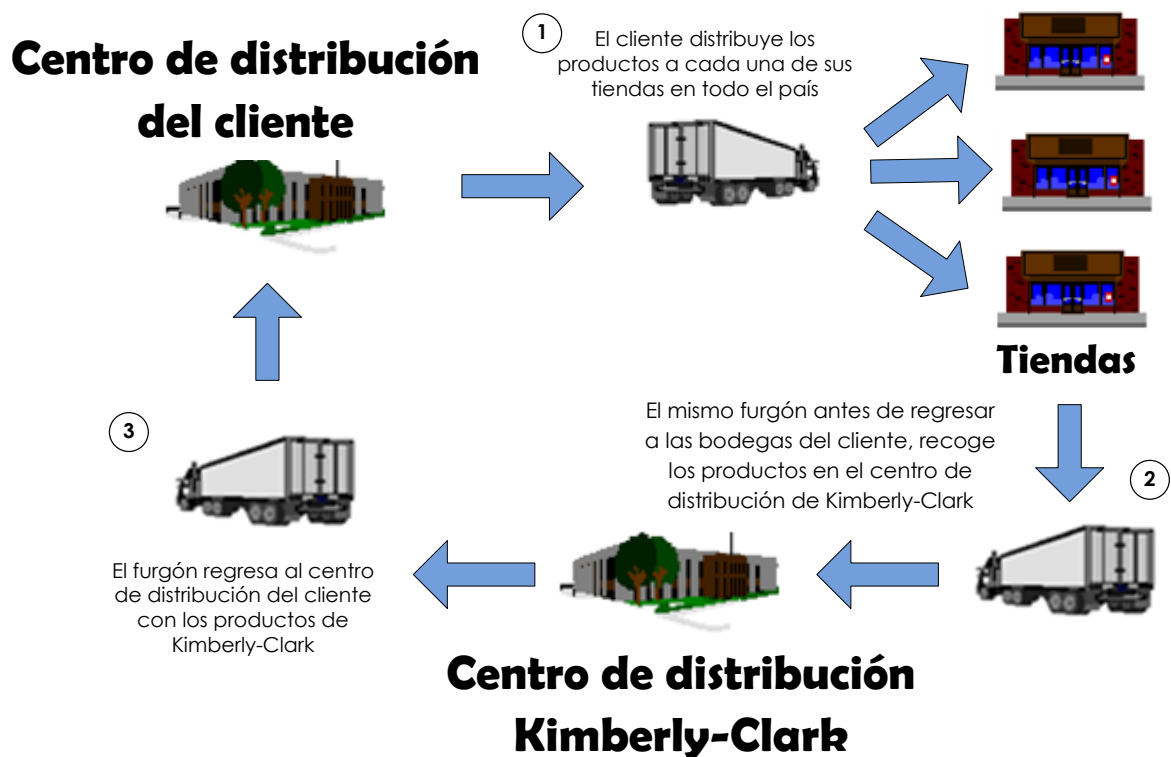 Centro de distribución
del cliente
1
El cliente distribuye los
productos a cada una de sus
tiendas en todo el país
Tiendas
El mismo furgón antes de regresar
a las bodegas del cliente, recoge
los productos en el centro de
distribución de Kimberly-Clark
2
3
El furgón regresa al centro
de distribución del cliente
con los productos de
Kimberly-Clark
Centro de distribución
Kimberly-Clark